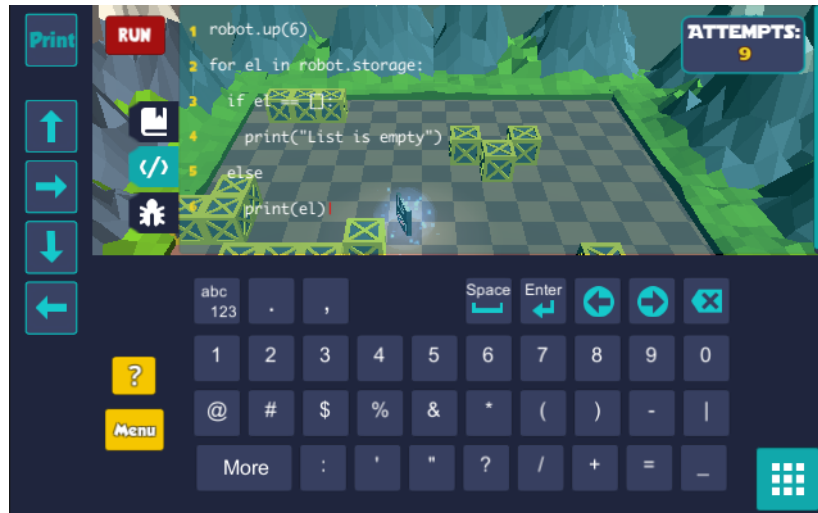 Print
RUN
1 robot.up(6)
2 for el in robot.storage:
3 if el == []:
4 print("List is empty")
5 else
6 print(el)
ATTEMPTS:
9
abc
123
.
,
Space
Enter
1 2 3 4 5 6 7 8 9 0
@ # $ % & * ( ) - |
More : ' " ? / + = _
?
Menu